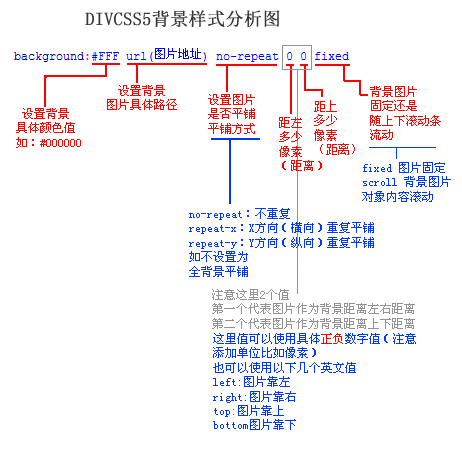 DIVCSS5背景样式分析图
background:#FFF url(图片地址) no-repeat 0 0 fixed
设置背景
具体颜色值
如：#000000
设置背景
图片具体路径
设置图片
是否平铺
平铺方式
距左
多少
像素
（距离）
距上
多少
像素
（距离）
背景图片
固定还是
随上下滚动条
流动
fixed 图片固定
scroll 背景图片
对象内容滚动
no-repeat：不重复
repeat-x：X方向（横向）重复平铺
repeat-y：Y方向（纵向）重复平铺
如不设置为
全背景平铺
注意这里2个值
第一个代表图片作为背景距离左右距离
第二个代表图片作为背景距离上下距离
这里值可以使用具体正负数字值（注意
添加单位比如像素）
也可以使用以下几个英文值
left:图片靠左
right:图片靠右
top:图片靠上
bottom图片靠下